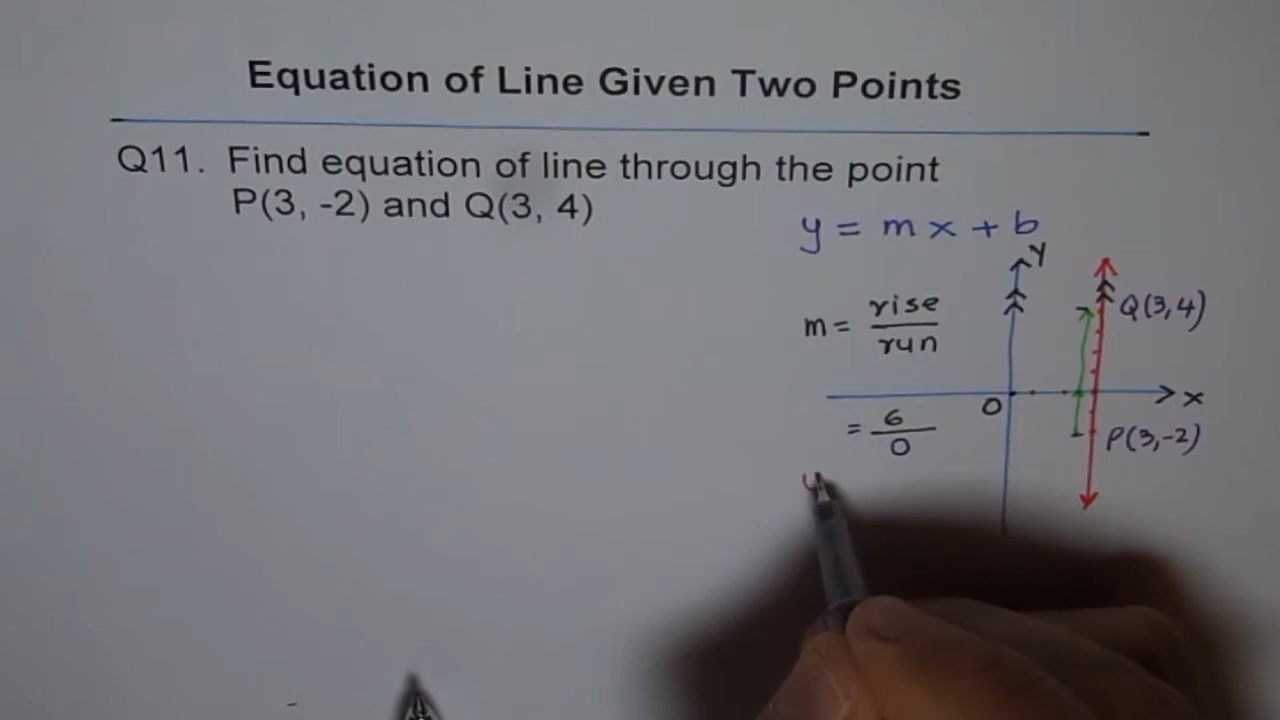 Equation of Line Given Two Points
Q11. Find equation of line through the point
P(3, -2) and Q(3, 4)
y = mx + b
m = rise/run
= 6/0
Y
Q(3,4)
O
X
P(3,-2)